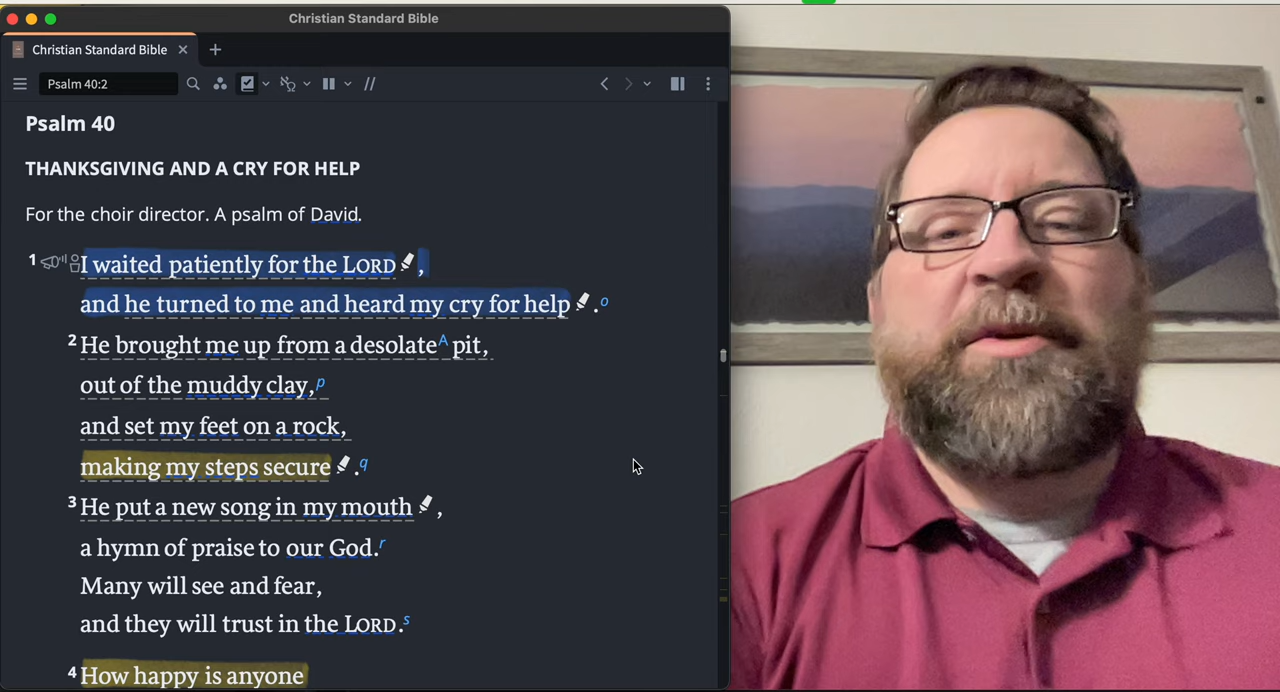 Christian Standard Bible
Christian Standard Bible
Psalm 40:2
Psalm 40
THANKSGIVING AND A CRY FOR HELP
For the choir director. A psalm of David.
1 I waited patiently for the LORD,
and he turned to me and heard my cry for help.o
2 He brought me up from a desolateA pit,
out of the muddy clay,p
and set my feet on a rock,
making my steps secure.q
3 He put a new song in my mouth,
a hymn of praise to our God.r
Many will see and fear,
and they will trust in the LORD.s
4 How happy is anyone